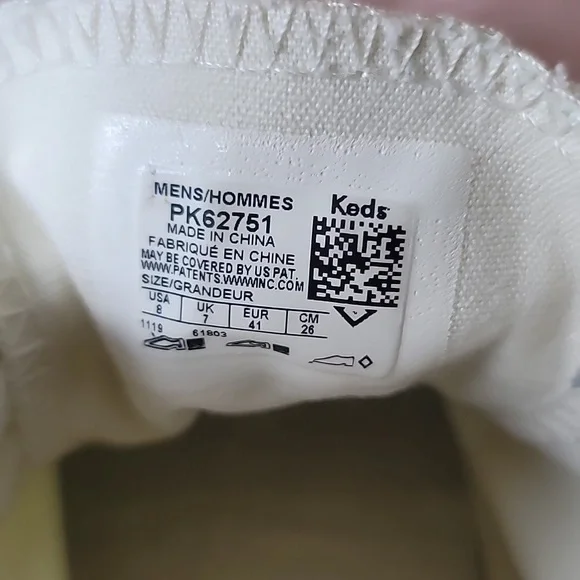 MENS/HOMMES
Keds
PK62751
MADE IN CHINA
FABRIQUÉ EN CHINE
MAY BE COVERED BY US PAT.
WWW.PATENTS.WWWINC.COM
SIZE/GRANDEUR
USA UK EUR CM
8 7 41 26
1119 61803